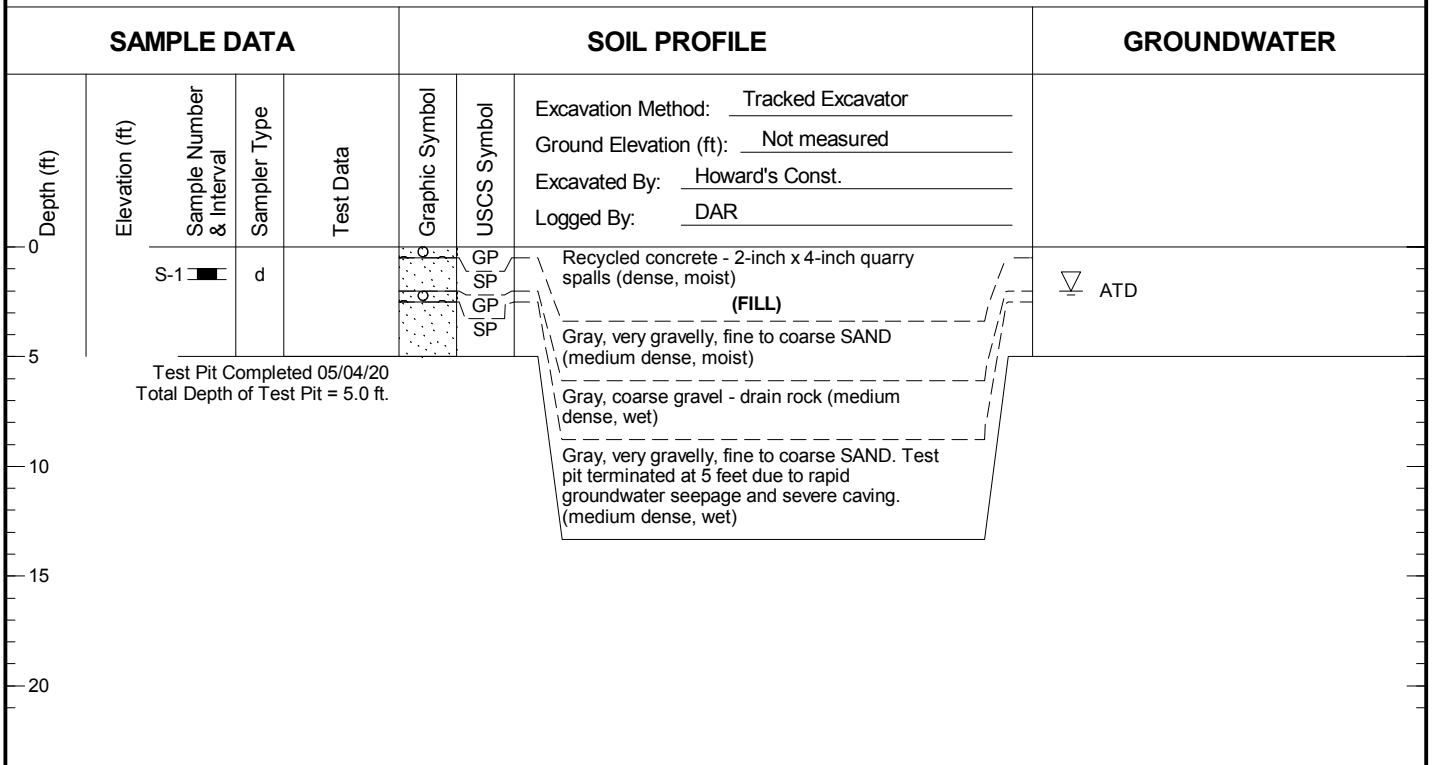 SAMPLE DATA
SOIL PROFILE
GROUNDWATER
Depth (ft)
Elevation (ft)
Sample Number
& Interval
Sampler Type
Test Data
Graphic Symbol
USCS Symbol
Excavation Method: Tracked Excavator
Ground Elevation (ft): Not measured
Excavated By: Howard's Const.
Logged By: DAR
0
S-1
d
GP
SP
GP
SP
Recycled concrete - 2-inch x 4-inch quarry
spalls (dense, moist)
(FILL)
Gray, very gravelly, fine to coarse SAND
(medium dense, moist)
Gray, coarse gravel - drain rock (medium
dense, wet)
Gray, very gravelly, fine to coarse SAND. Test
pit terminated at 5 feet due to rapid
groundwater seepage and severe caving.
(medium dense, wet)
ATD
5
Test Pit Completed 05/04/20
Total Depth of Test Pit = 5.0 ft.
10
15
20